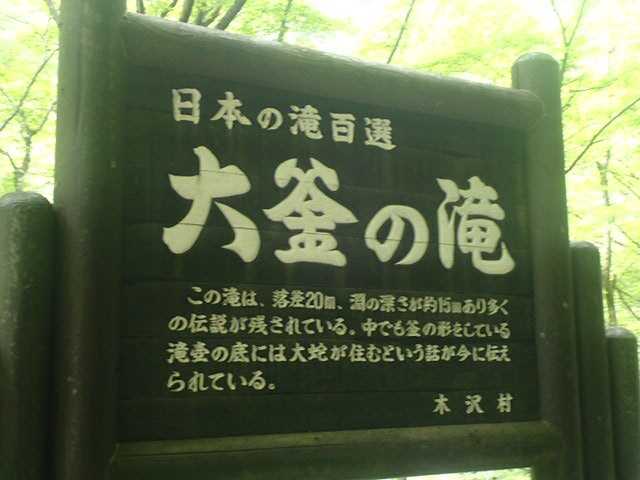 日本の滝百選
大釜の滝
この滝は、落差20m、淵の深さが約15mあり多く
の伝説が残されている。中でも釜の形をしている
滝壺の底には大蛇が住むという話が今に伝え
られている。
木沢村